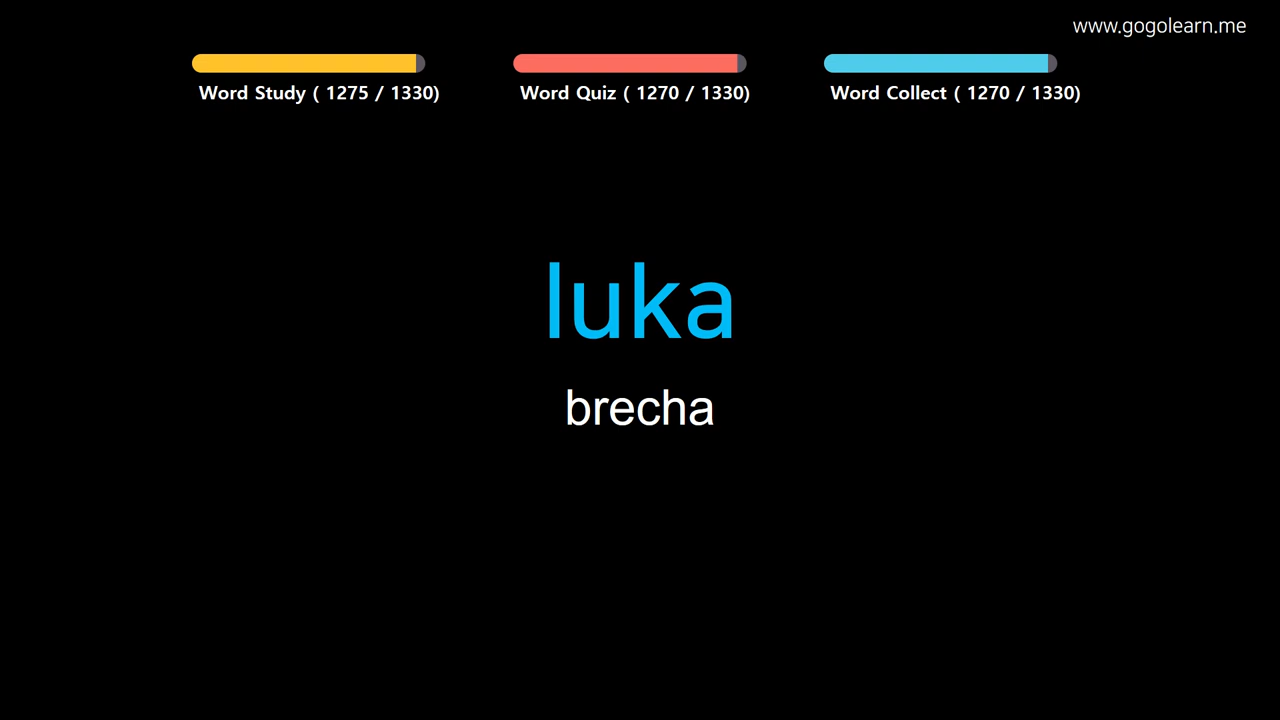 www.gogolearn.me
Word Study ( 1275 / 1330)
Word Quiz ( 1270 / 1330)
Word Collect ( 1270 / 1330)
luka
brecha